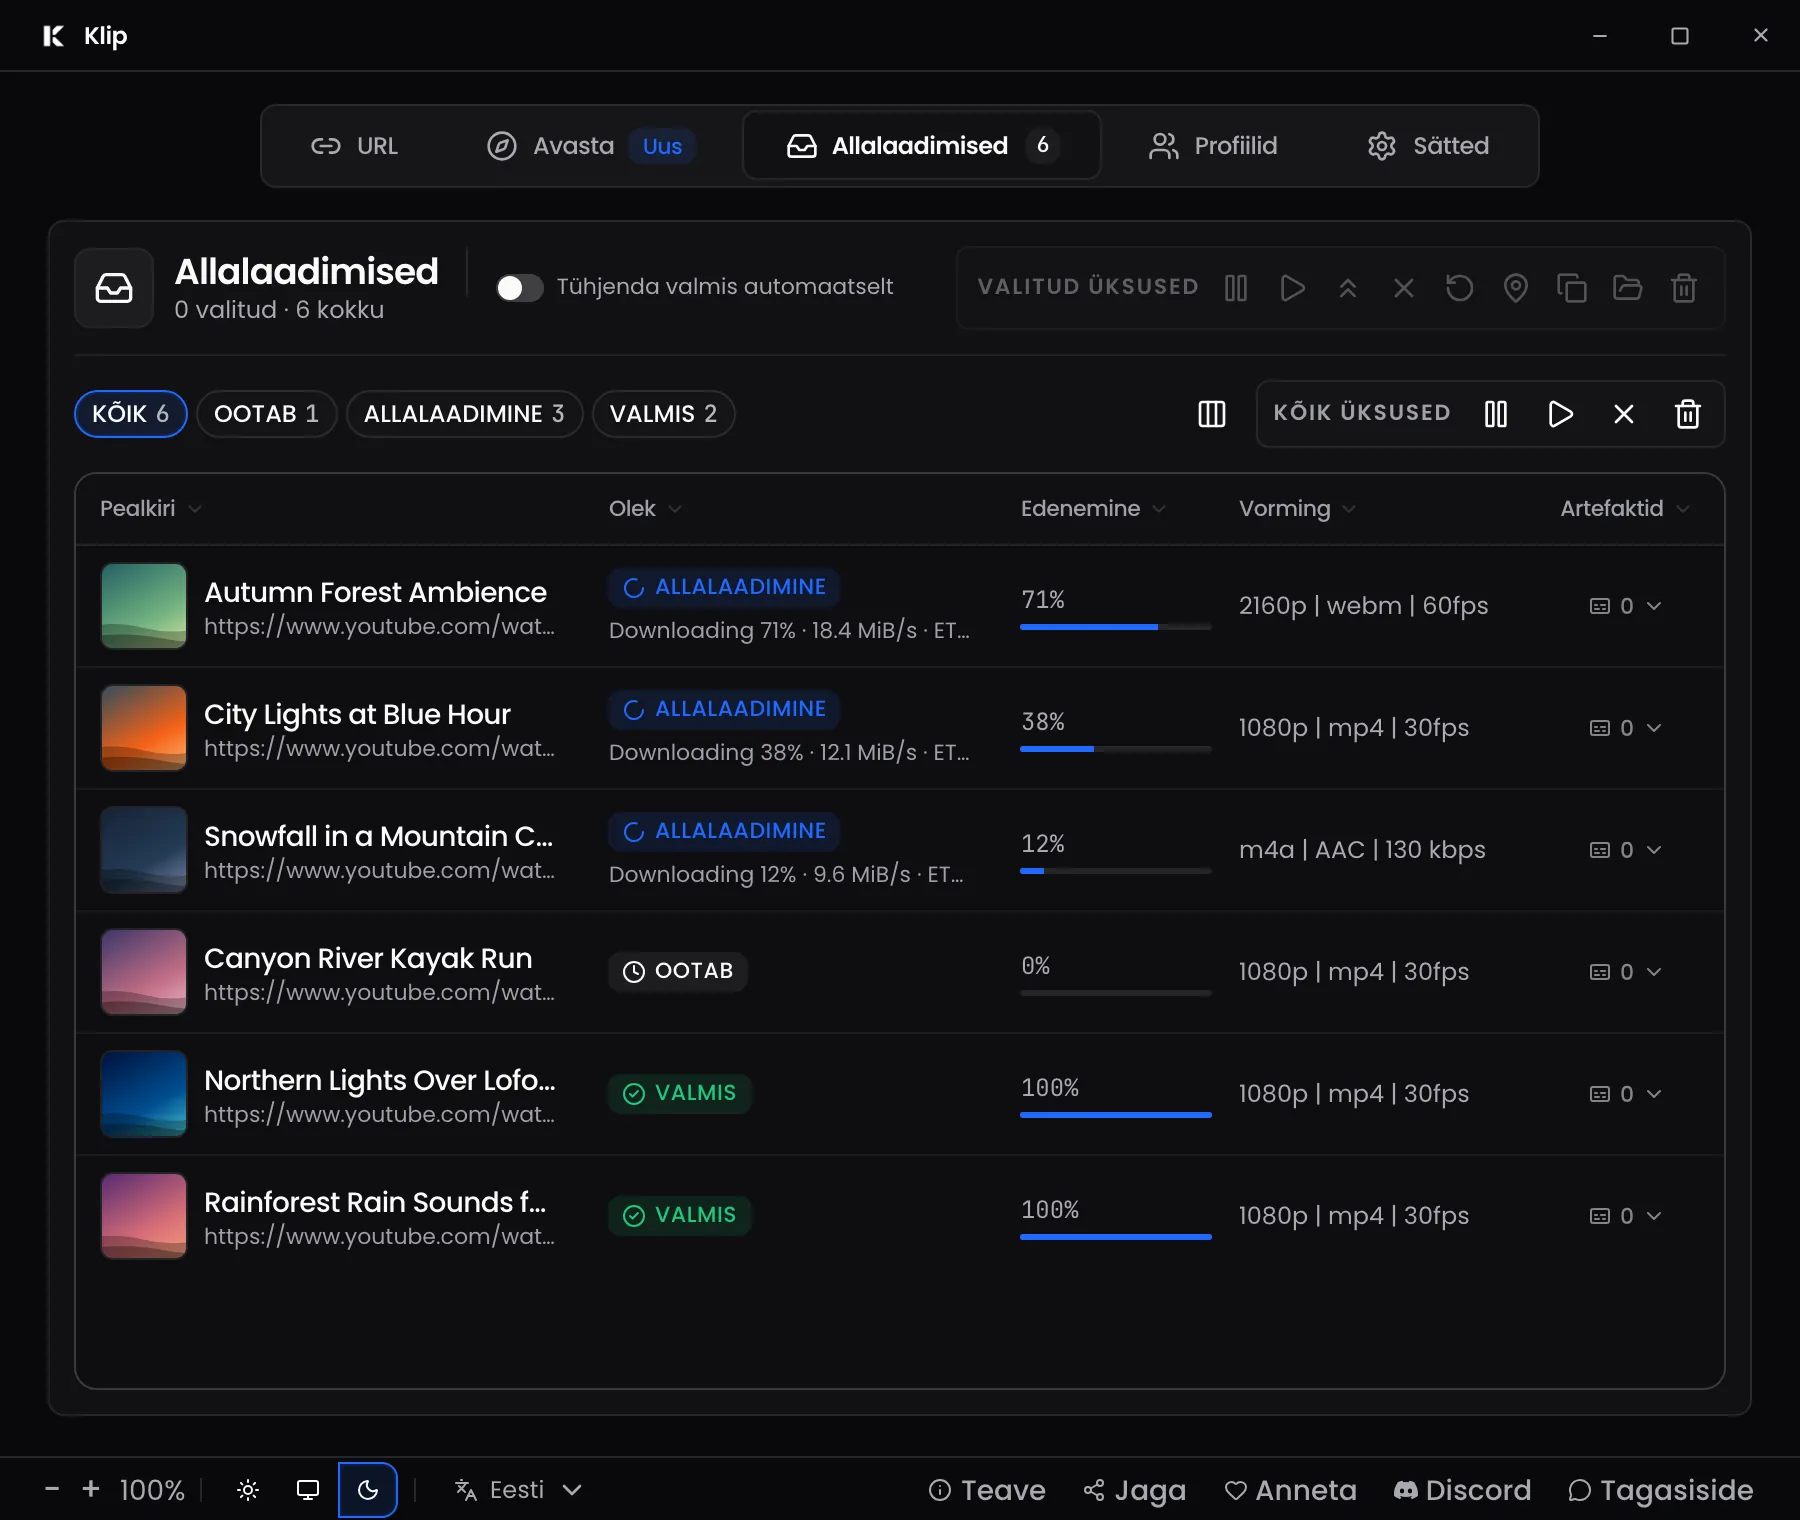 Klip
URL
Avasta Uus
Allalaadimised 6
Profiilid
Sätted
Allalaadimised
0 valitud · 6 kokku
Tühjenda valmis automaatselt
VALITUD ÜKSUSED
KÕIK 6
OOTAB 1
ALLALAADIMINE 3
VALMIS 2
KÕIK ÜKSUSED
Pealkiri
Olek
Edenemine
Vorming
Artefaktid
Autumn Forest Ambience
https://www.youtube.com/wat...
ALLALAADIMINE
Downloading 71% · 18.4 MiB/s · ET...
71%
2160p | webm | 60fps
0
City Lights at Blue Hour
https://www.youtube.com/wat...
ALLALAADIMINE
Downloading 38% · 12.1 MiB/s · ET...
38%
1080p | mp4 | 30fps
0
Snowfall in a Mountain C...
https://www.youtube.com/wat...
ALLALAADIMINE
Downloading 12% · 9.6 MiB/s · ET...
12%
m4a | AAC | 130 kbps
0
Canyon River Kayak Run
https://www.youtube.com/wat...
OOTAB
0%
1080p | mp4 | 30fps
0
Northern Lights Over Lofo...
https://www.youtube.com/wat...
VALMIS
100%
1080p | mp4 | 30fps
0
Rainforest Rain Sounds f...
https://www.youtube.com/wat...
VALMIS
100%
1080p | mp4 | 30fps
0
100%
Eesti
Teave
Jaga
Anneta
Discord
Tagasiside